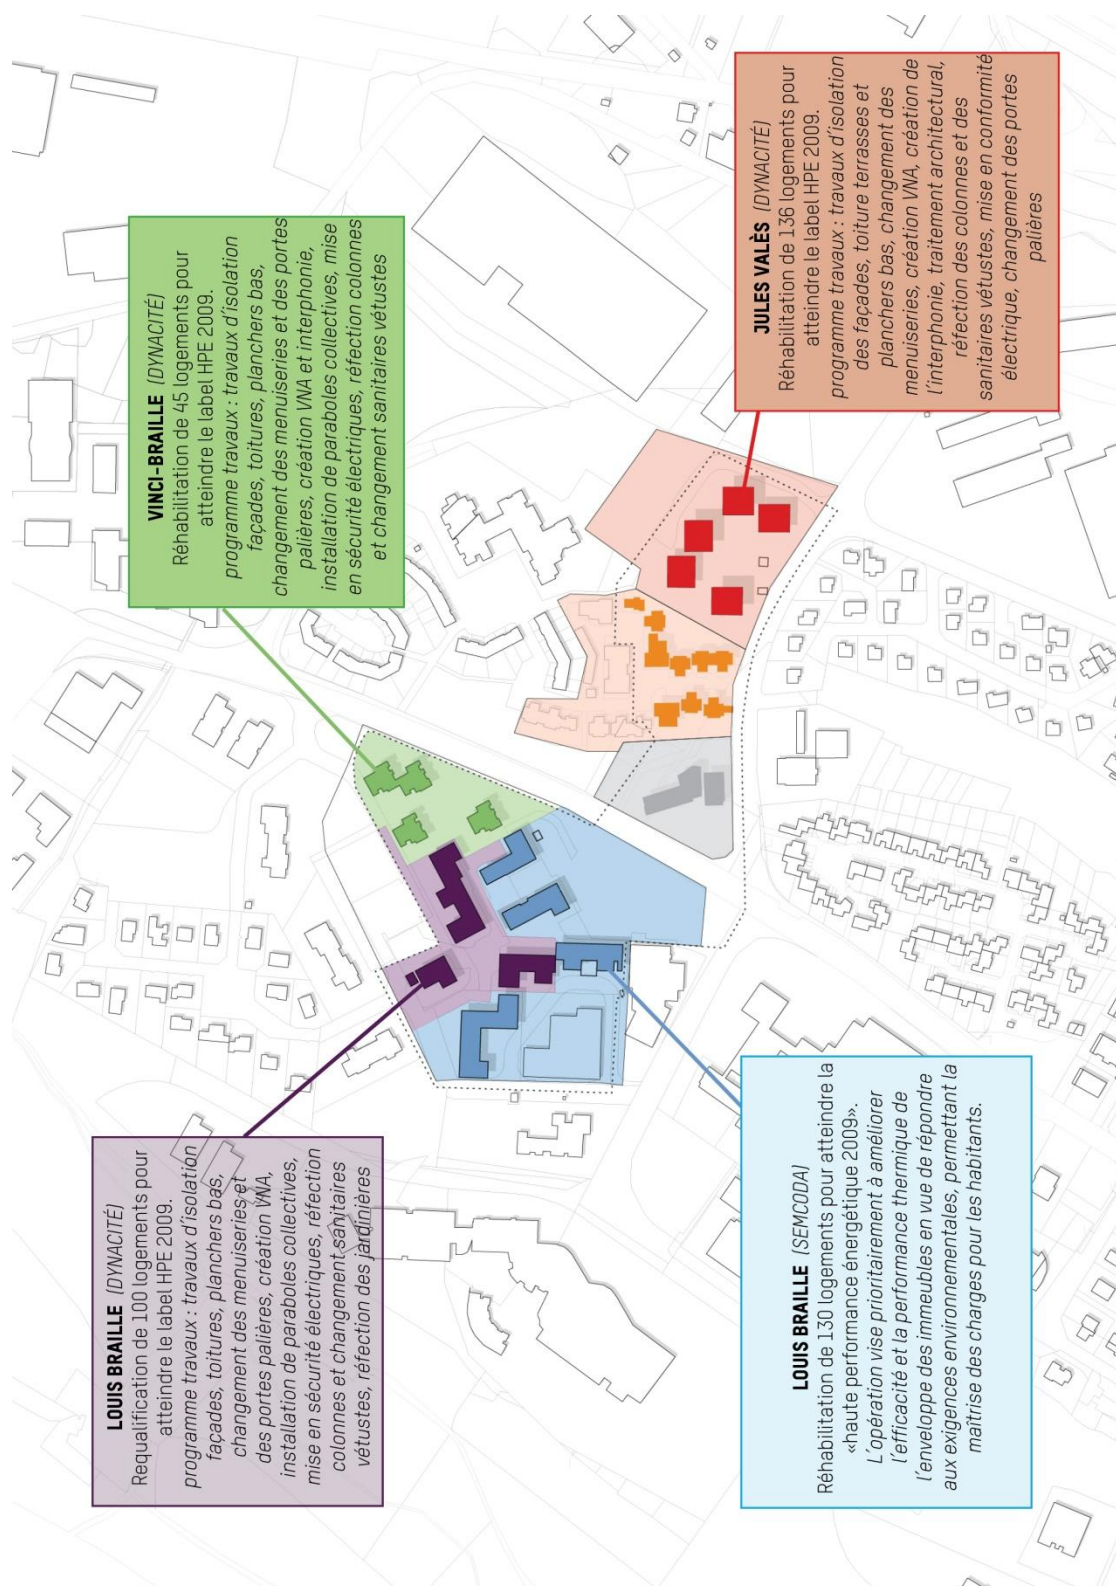 LOUIS BRAILLE (DYNACITÉ)
Requalification de 100 logements pour
atteindre le label HPE 2009.
programme travaux : travaux d'isolation
façades, toitures, planchers bas,
changement des menuiseries et
des portes palières, création VNA,
installation de paraboles collectives,
mise en sécurité électriques, réfection
colonnes et changement sanitaires
vétustes, réfection des jardinières
VINCI-BRAILLE (DYNACITÉ)
Réhabilitation de 45 logements pour
atteindre le label HPE 2009.
programme travaux : travaux d'isolation
façades, toitures, planchers bas,
changement des menuiseries et des portes
palières, création VNA et interphonie,
installation de paraboles collectives, mise
en sécurité électriques, réfection colonnes
et changement sanitaires vétustes
LOUIS BRAILLE (SEMCODA)
Réhabilitation de 130 logements pour atteindre la
«haute performance énergétique 2009».
L'opération vise prioritairement à améliorer
l'efficacité et la performance thermique de
l'enveloppe des immeubles en vue de répondre
aux exigences environnementales, permettant la
maîtrise des charges pour les habitants.
JULES VALÈS (DYNACITÉ)
Réhabilitation de 136 logements pour
atteindre le label HPE 2009.
programme travaux : travaux d'isolation
des façades, toiture terrasses et
planchers bas, changement des
menuiseries, création VNA, création de
l'interphonie, traitement architectural,
réfection des colonnes et des
sanitaires vétustes, mise en conformité
électrique, changement des portes
palières